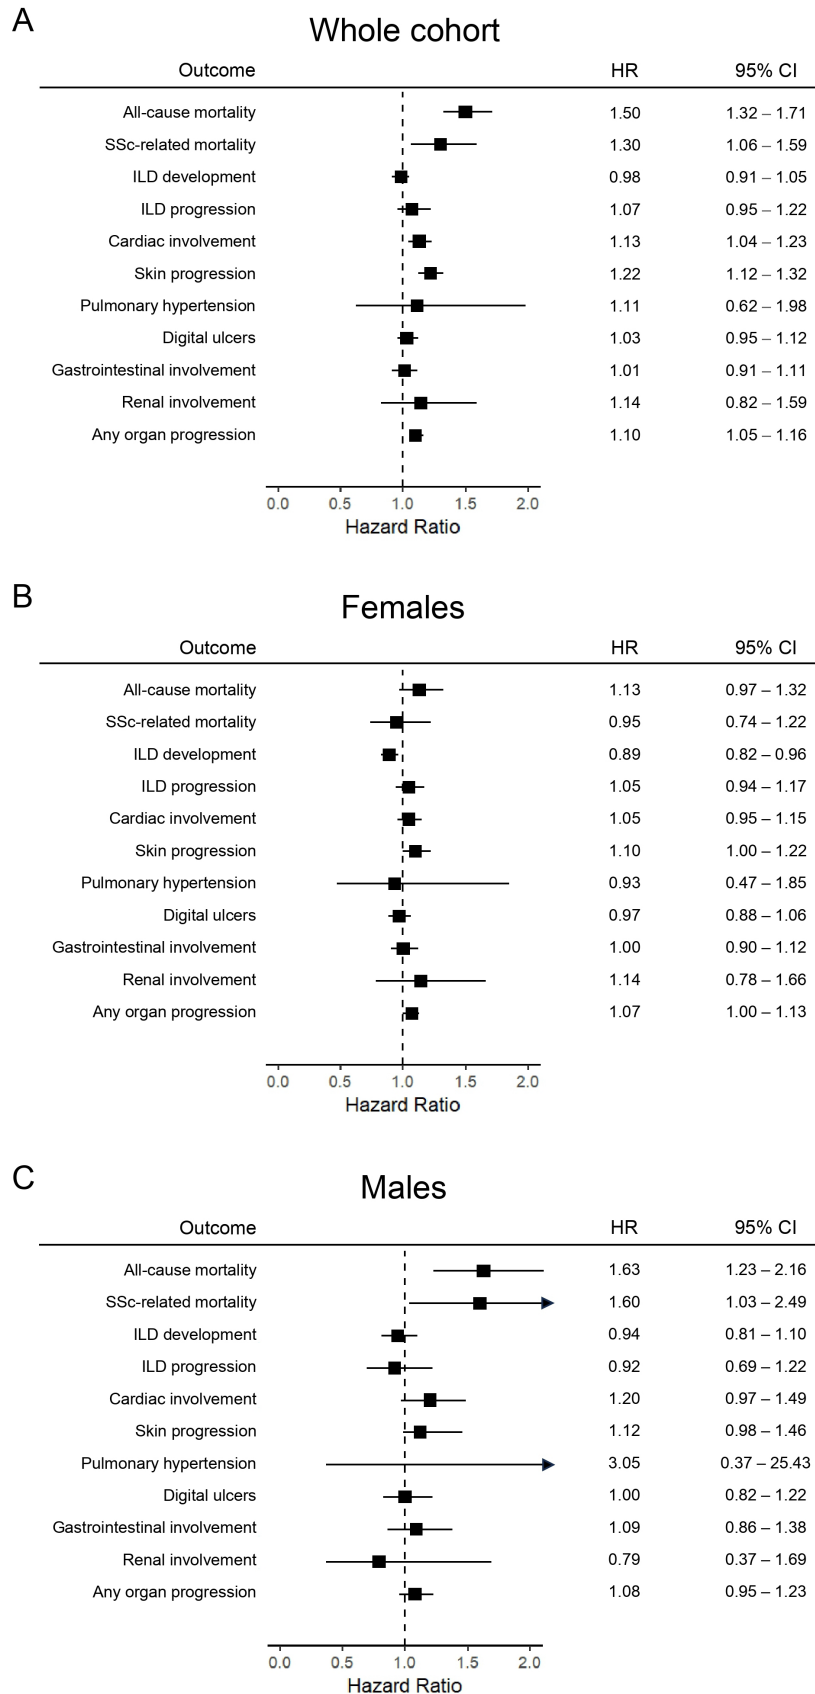 A
Whole cohort
Outcome HR 95% CI
All-cause mortality 1.50 1.32 – 1.71
SSc-related mortality 1.30 1.06 – 1.59
ILD development 0.98 0.91 – 1.05
ILD progression 1.07 0.95 – 1.22
Cardiac involvement 1.13 1.04 – 1.23
Skin progression 1.22 1.12 – 1.32
Pulmonary hypertension 1.11 0.62 – 1.98
Digital ulcers 1.03 0.95 – 1.12
Gastrointestinal involvement 1.01 0.91 – 1.11
Renal involvement 1.14 0.82 – 1.59
Any organ progression 1.10 1.05 – 1.16
0.0 0.5 1.0 1.5 2.0
Hazard Ratio
B
Females
Outcome HR 95% CI
All-cause mortality 1.13 0.97 – 1.32
SSc-related mortality 0.95 0.74 – 1.22
ILD development 0.89 0.82 – 0.96
ILD progression 1.05 0.94 – 1.17
Cardiac involvement 1.05 0.95 – 1.15
Skin progression 1.10 1.00 – 1.22
Pulmonary hypertension 0.93 0.47 – 1.85
Digital ulcers 0.97 0.88 – 1.06
Gastrointestinal involvement 1.00 0.90 – 1.12
Renal involvement 1.14 0.78 – 1.66
Any organ progression 1.07 1.00 – 1.13
0.0 0.5 1.0 1.5 2.0
Hazard Ratio
C
Males
Outcome HR 95% CI
All-cause mortality 1.63 1.23 – 2.16
SSc-related mortality 1.60 1.03 – 2.49
ILD development 0.94 0.81 – 1.10
ILD progression 0.92 0.69 – 1.22
Cardiac involvement 1.20 0.97 – 1.49
Skin progression 1.12 0.98 – 1.46
Pulmonary hypertension 3.05 0.37 – 25.43
Digital ulcers 1.00 0.82 – 1.22
Gastrointestinal involvement 1.09 0.86 – 1.38
Renal involvement 0.79 0.37 – 1.69
Any organ progression 1.08 0.95 – 1.23
0.0 0.5 1.0 1.5 2.0
Hazard Ratio